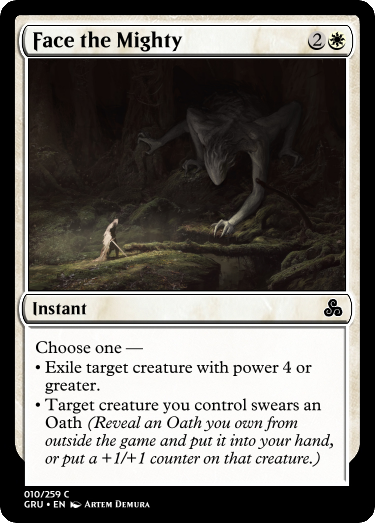 Face the Mighty 2
Instant
Choose one —
• Exile target creature with power 4 or
greater.
• Target creature you control swears an
Oath (Reveal an Oath you own from
outside the game and put it into your hand,
or put a +1/+1 counter on that creature.)
010/259 C
GRU • EN Artem Demura